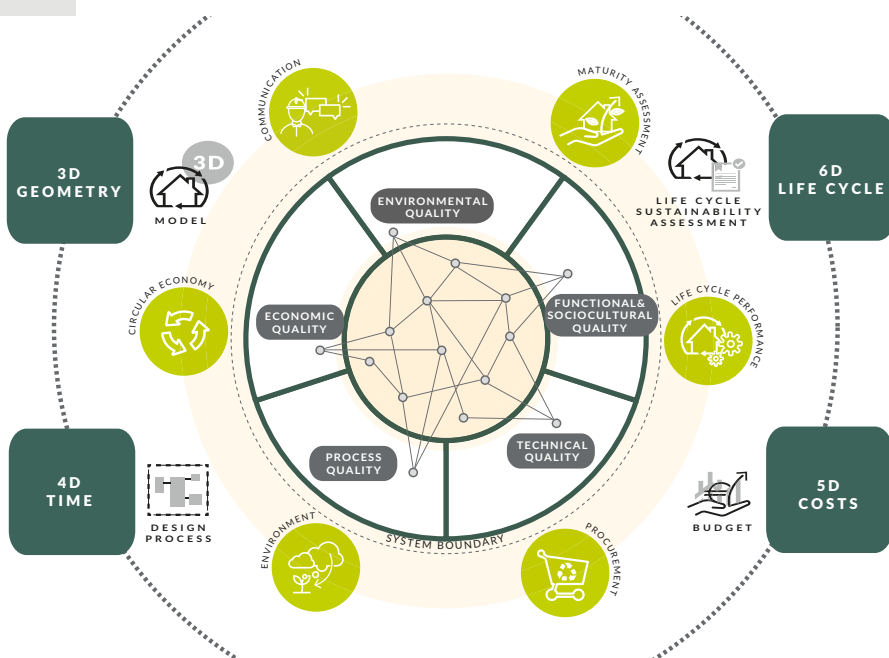 COMMUNICATION
MATURITY ASSESSMENT
3D
GEOMETRY
3D
MODEL
LIFE CYCLE
SUSTAINABILITY
ASSESSMENT
6D
LIFE CYCLE
ENVIRONMENTAL
QUALITY
CIRCULAR ECONOMY
ECONOMIC
QUALITY
FUNCTIONAL&
SOCIOCULTURAL
QUALITY
LIFE CYCLE PERFORMANCE
4D
TIME
DESIGN
PROCESS
PROCESS
QUALITY
TECHNICAL
QUALITY
BUDGET
5D
COSTS
ENVIRONMENT
SYSTEM BOUNDARY
PROCUREMENT